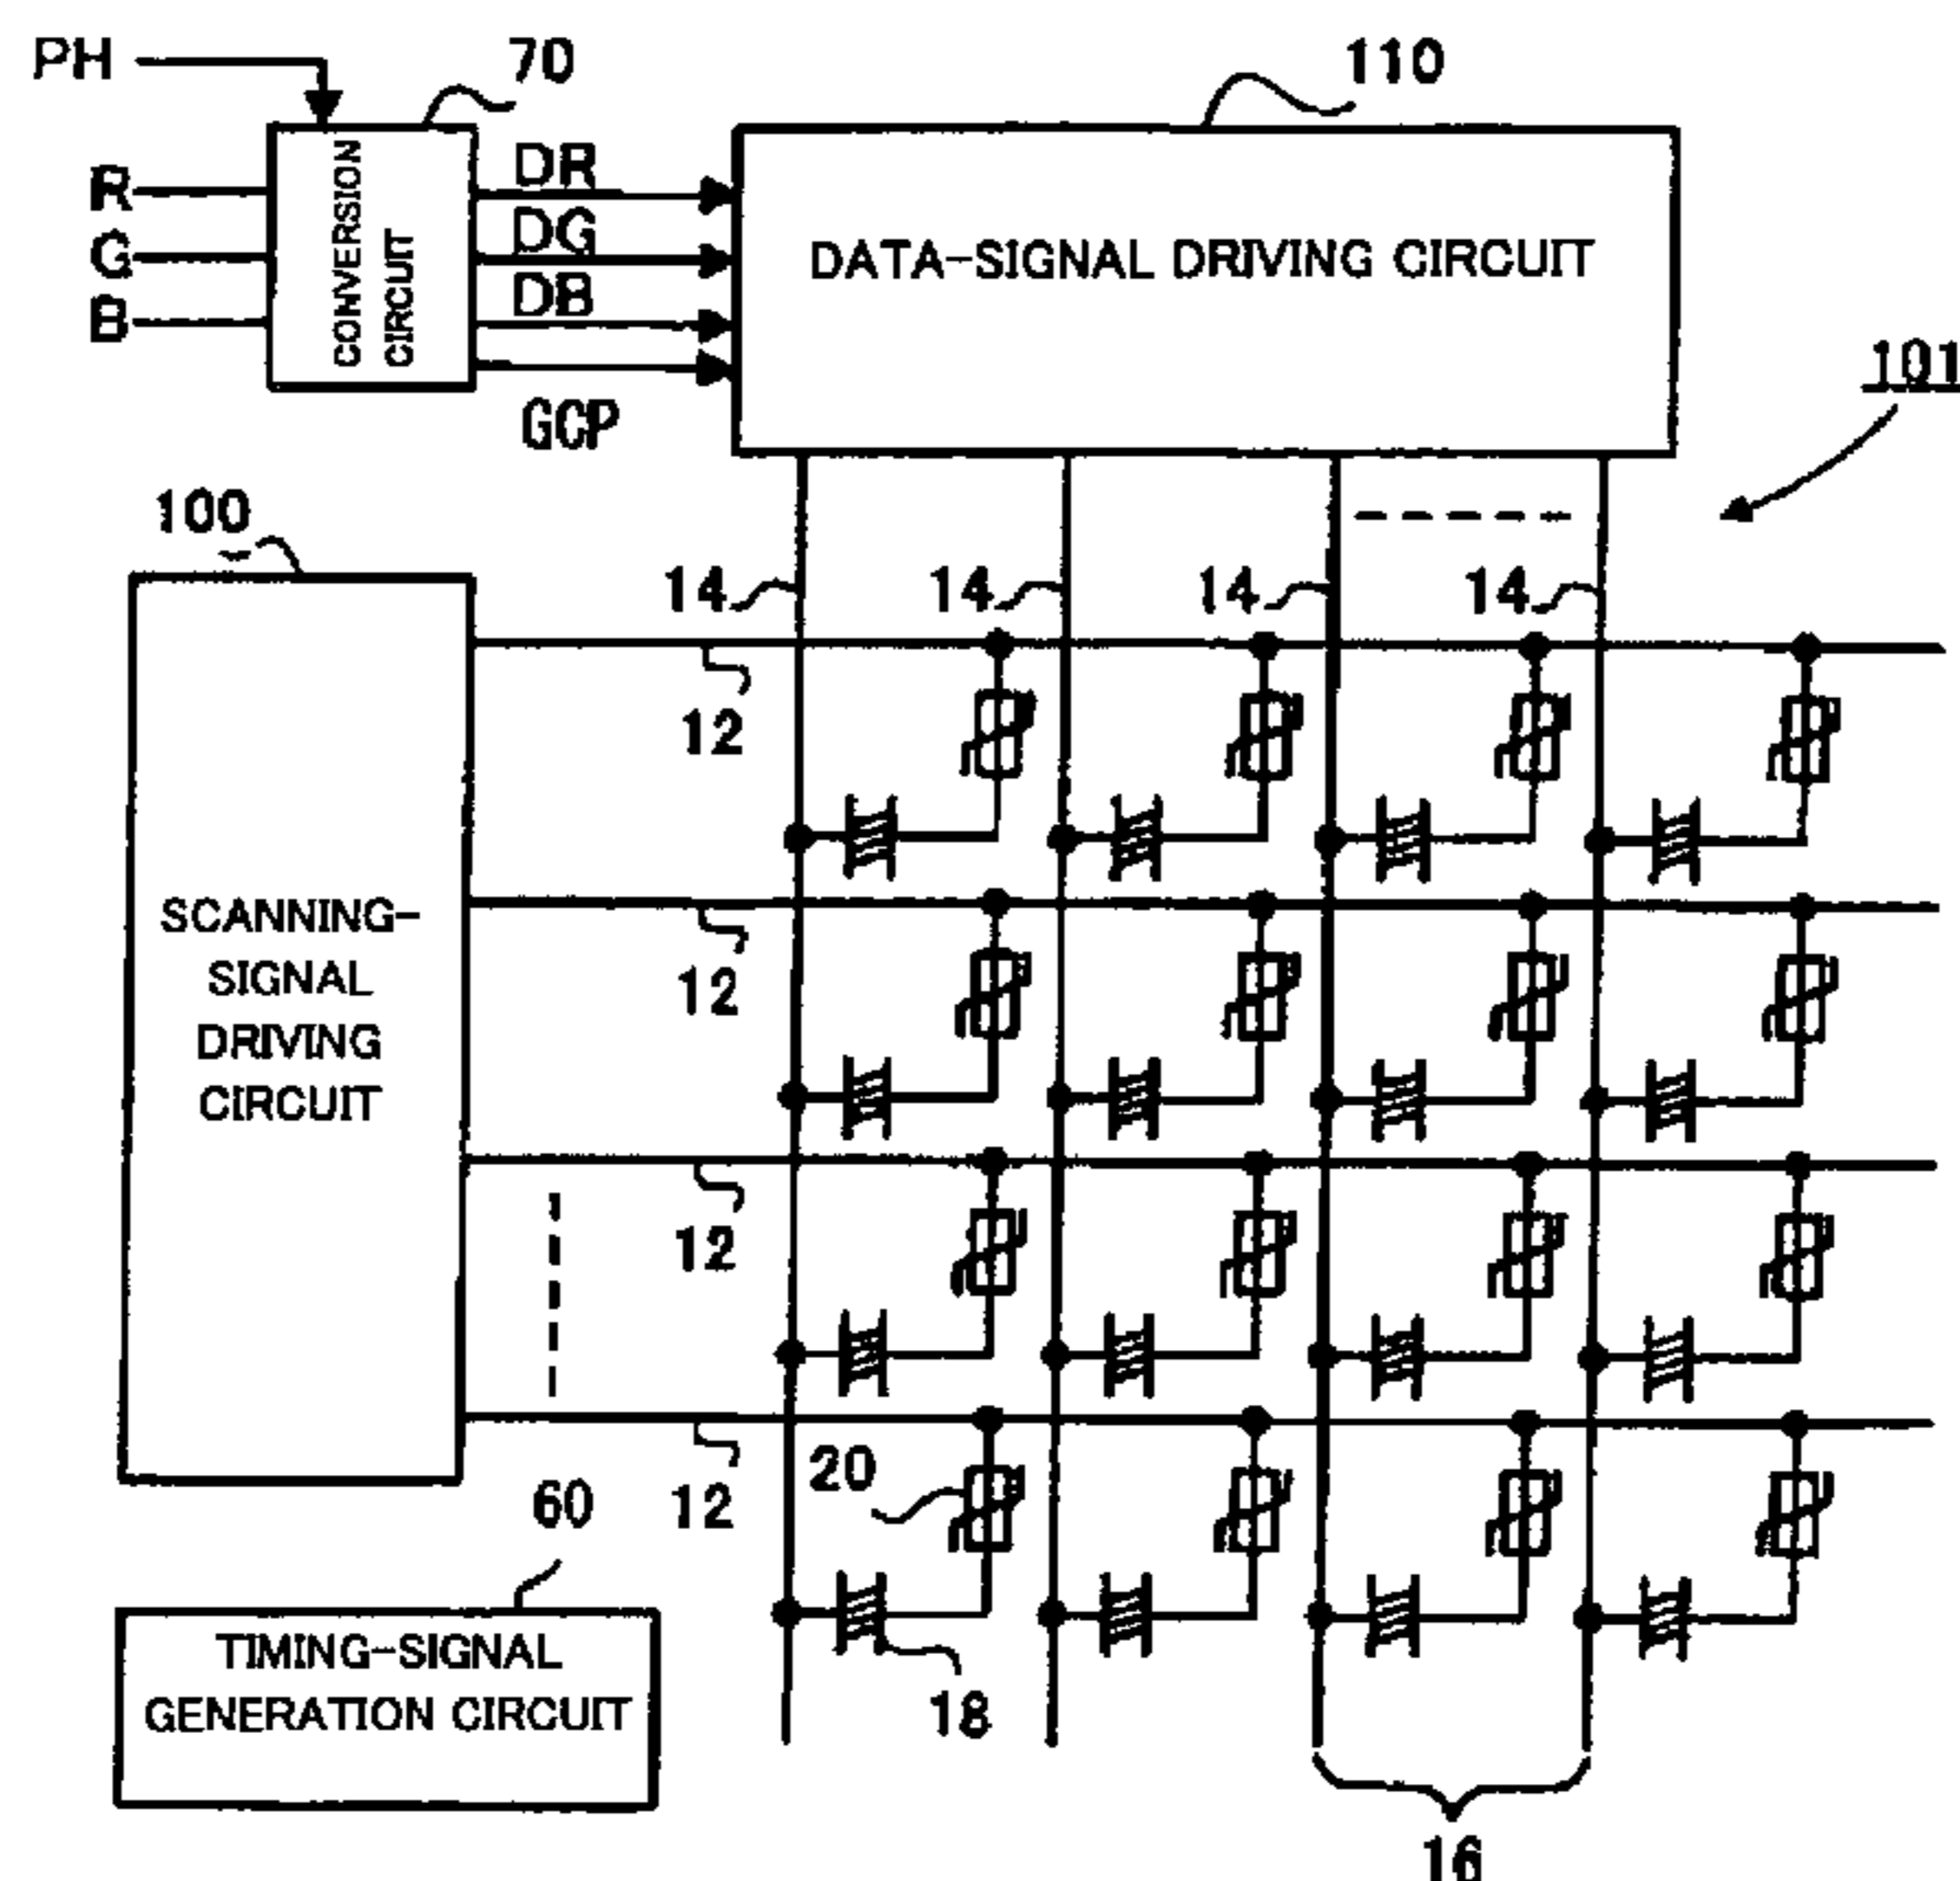 PH
70
110
R
G
B
CONVERSION
CIRCUIT
DR
DG
DB
GCP
DATA-SIGNAL DRIVING CIRCUIT
101
100
14
14
14
14
12
SCANNING-
SIGNAL
DRIVING
CIRCUIT
12
12
12
20
60
TIMING-SIGNAL
GENERATION CIRCUIT
18
16